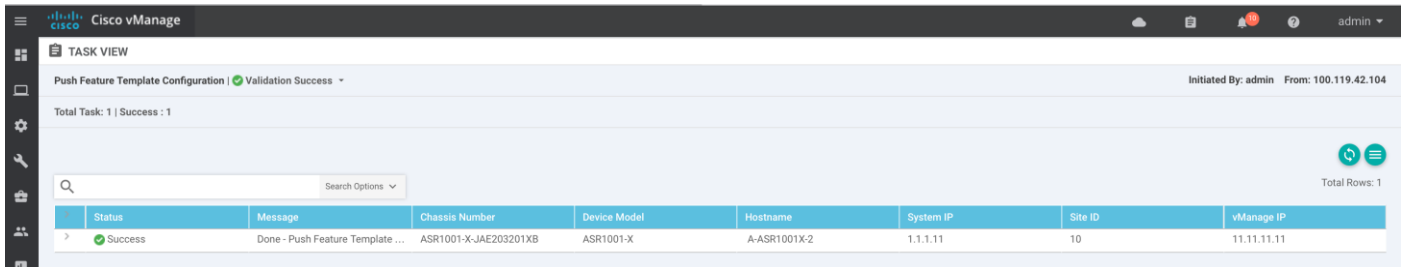 cisco Cisco vManage 10 admin
TASK VIEW
Push Feature Template Configuration | Validation Success Initiated By: admin From: 100.119.42.104
Total Task: 1 | Success : 1
Search Options Total Rows: 1
Status Message Chassis Number Device Model Hostname System IP Site ID vManage IP
Success Done - Push Feature Template ... ASR1001-X-JAE203201XB ASR1001-X A-ASR1001X-2 1.1.1.11 10 11.11.11.11